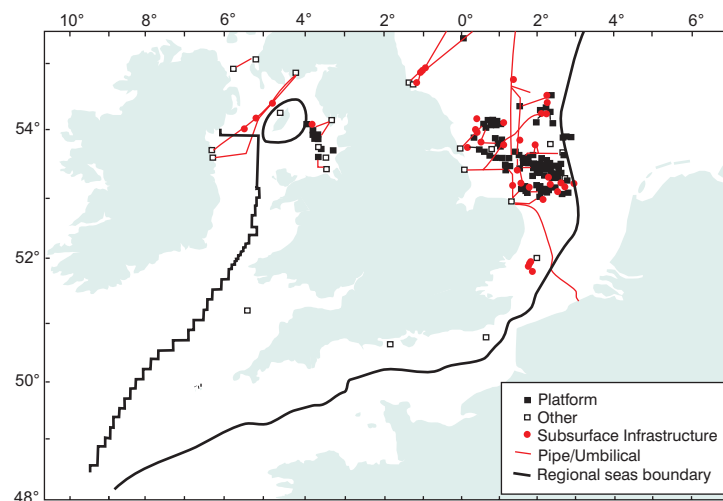 10° 8° 6° 4° 2° 0° 2° 4° 6°
54°
52°
50°
48°
Platform
Other
Subsurface Infrastructure
Pipe/Umbilical
Regional seas boundary